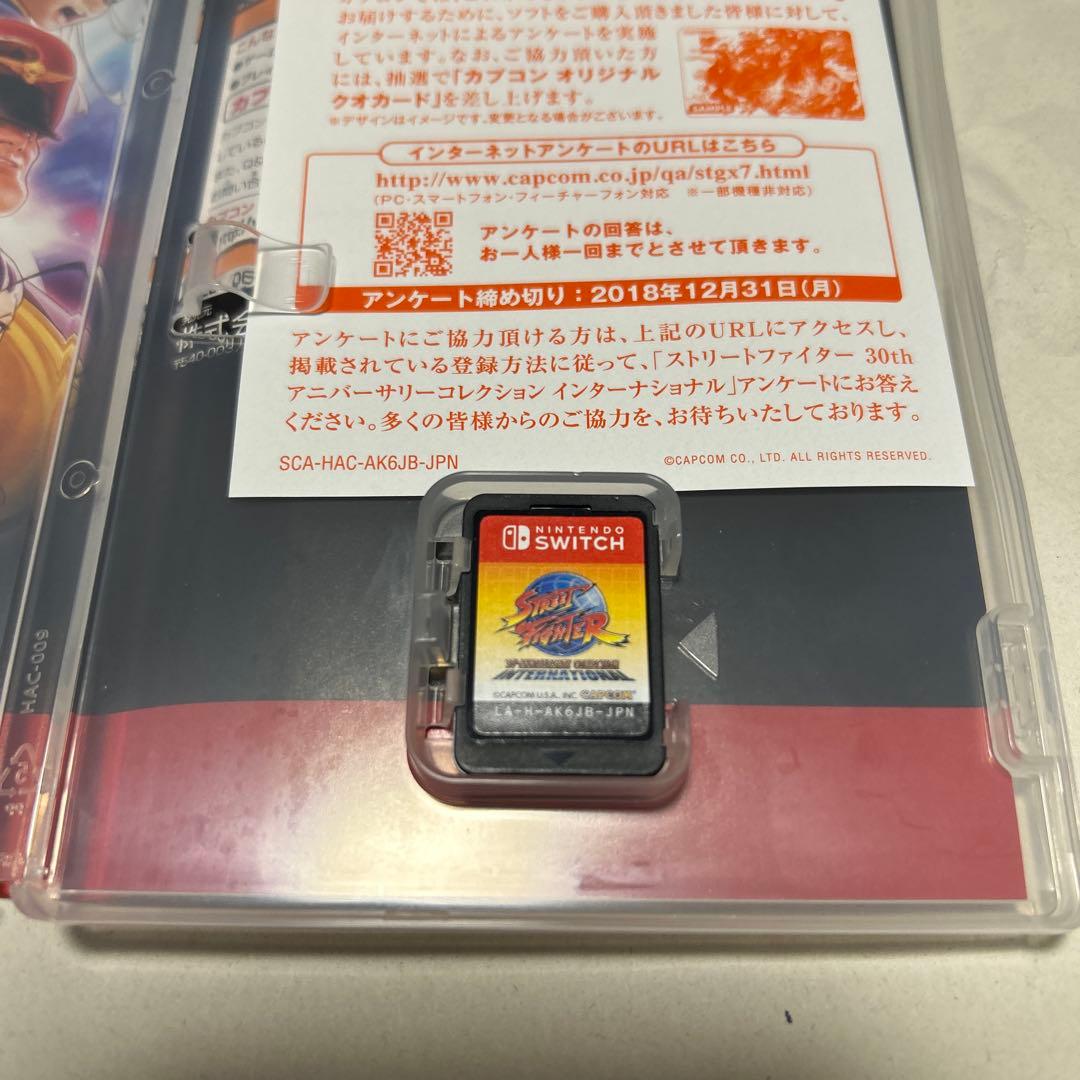 お届けするために、ソフトをご購入頂きました皆様に対して、
インターネットによるアンケートを実施
しています。なお、ご協力頂いた方
には、抽選で「カプコン オリジナル
クオカード」を差し上げます。
※デザインはイメージです。変更となる場合がございます。
SAMPLE
インターネットアンケートのURLはこちら
http://www.capcom.co.jp/qa/stgx7.html
(PC・スマートフォン・フィーチャーフォン対応 ※一部機種非対応)
アンケートの回答は、
お一人様一回までとさせて頂きます。
アンケート締め切り：2018年12月31日(月)
アンケートにご協力頂ける方は、上記のURLにアクセスし、
掲載されている登録方法に従って、「ストリートファイター 30th
アニバーサリーコレクション インターナショナル」アンケートにお答え
ください。多くの皆様からのご協力を、お待ちいたしております。
SCA-HAC-AK6JB-JPN
©CAPCOM CO., LTD. ALL RIGHTS RESERVED.
NINTENDO
SWITCH
STREET
FIGHTER
30th ANNIVERSARY COLLECTION
INTERNATIONAL
©CAPCOM U.S.A., INC. CAPCOM
LA-H-AK6JB-JPN
HAC-009